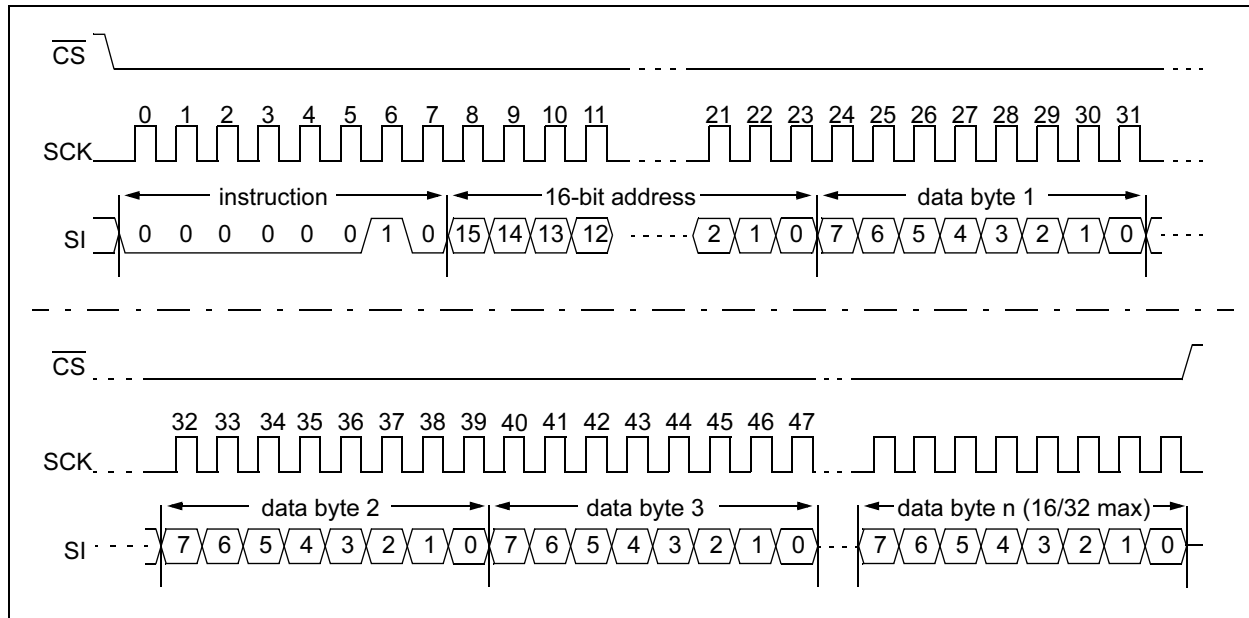 CS
0 1 2 3 4 5 6 7 8 9 10 11 21 22 23 24 25 26 27 28 29 30 31
SCK
instruction 16-bit address data byte 1
SI 0 0 0 0 0 0 1 0 15 14 13 12 2 1 0 7 6 5 4 3 2 1 0
CS
32 33 34 35 36 37 38 39 40 41 42 43 44 45 46 47
SCK
data byte 2 data byte 3 data byte n (16/32 max)
SI 7 6 5 4 3 2 1 0 7 6 5 4 3 2 1 0 7 6 5 4 3 2 1 0